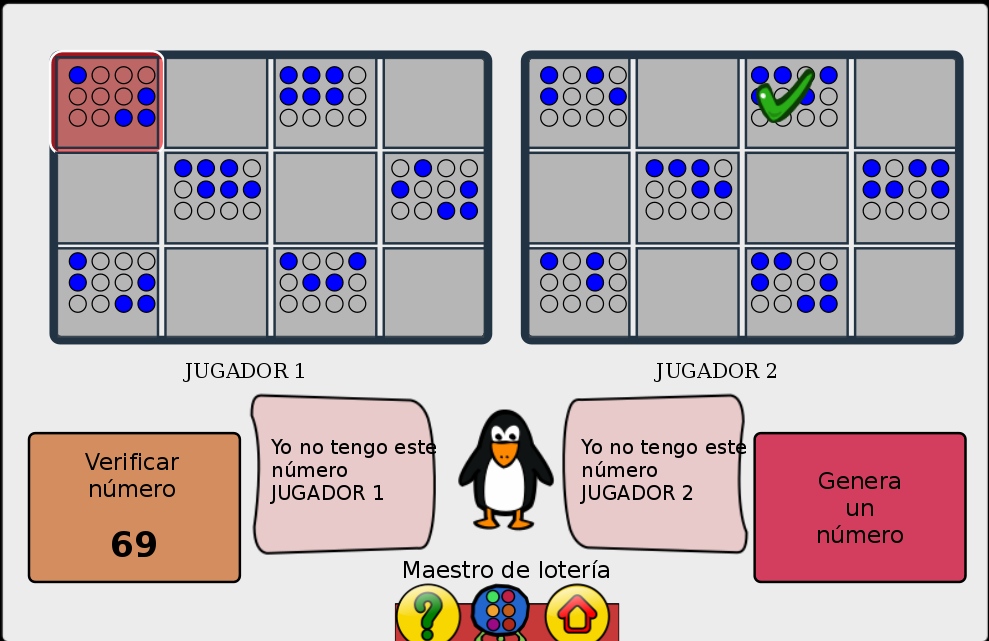 JUGADOR 1
JUGADOR 2
Verificar
número
69
Yo no tengo este
número
JUGADOR 1
Yo no tengo este
número
JUGADOR 2
Genera
un
número
Maestro de lotería
?